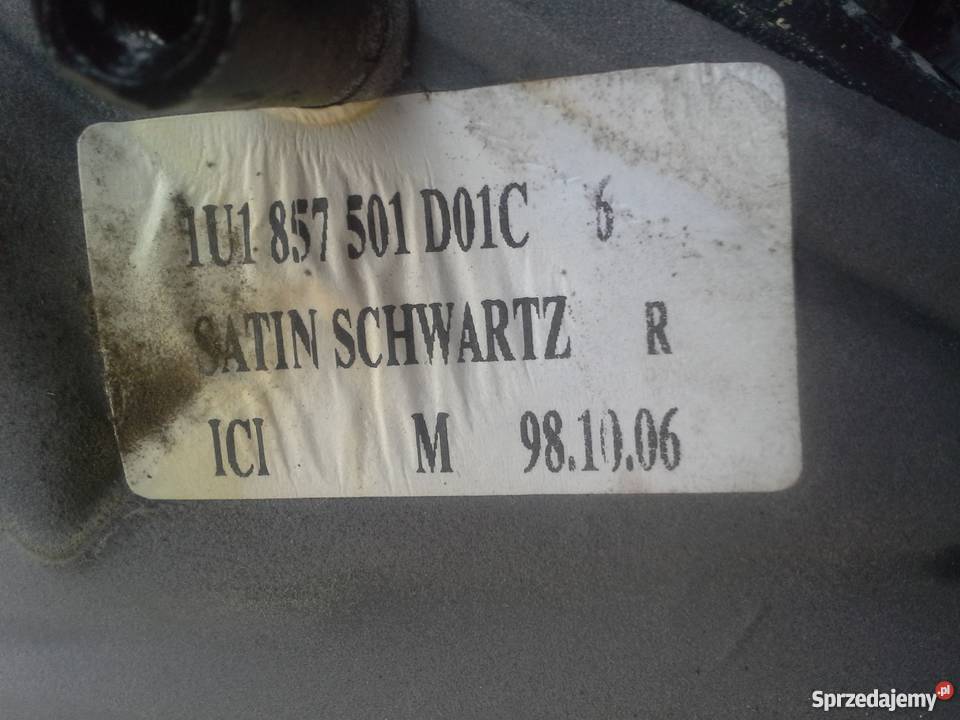 1U1 857 501 D01C 6
SATIN SCHWARTZ R
ICI M 98.10.06
Sprzedajemy.pl